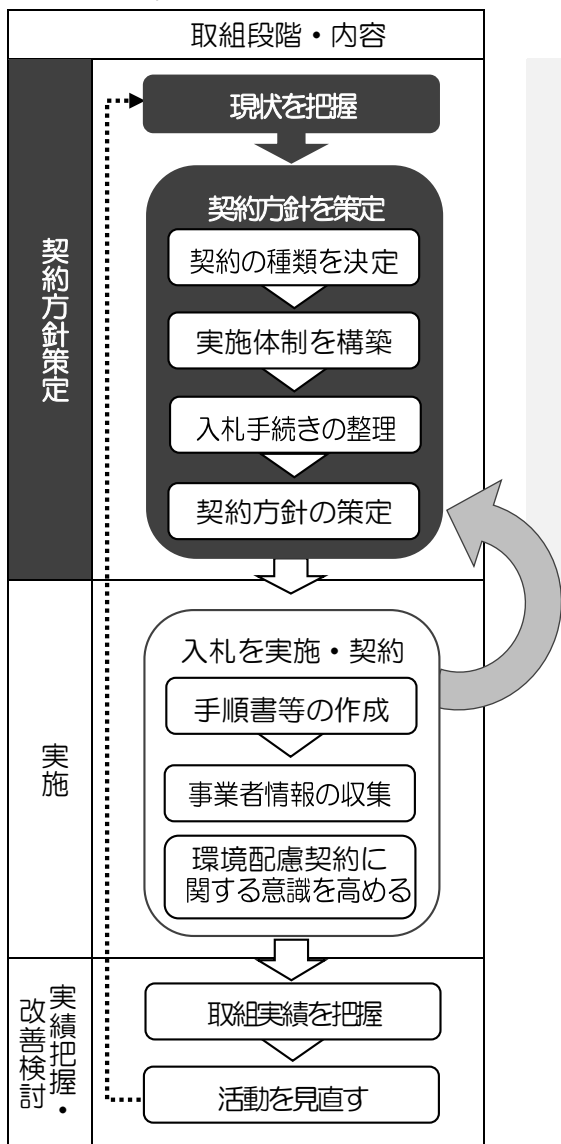 取組段階・内容
契約方針策定
現状を把握
契約方針を策定
契約の種類を決定
実施体制を構築
入札手続きの整理
契約方針の策定
実施
入札を実施・契約
手順書等の作成
事業者情報の収集
環境配慮契約に
関する意識を高める
実績把握・
改善検討
取組実績を把握
活動を見直す